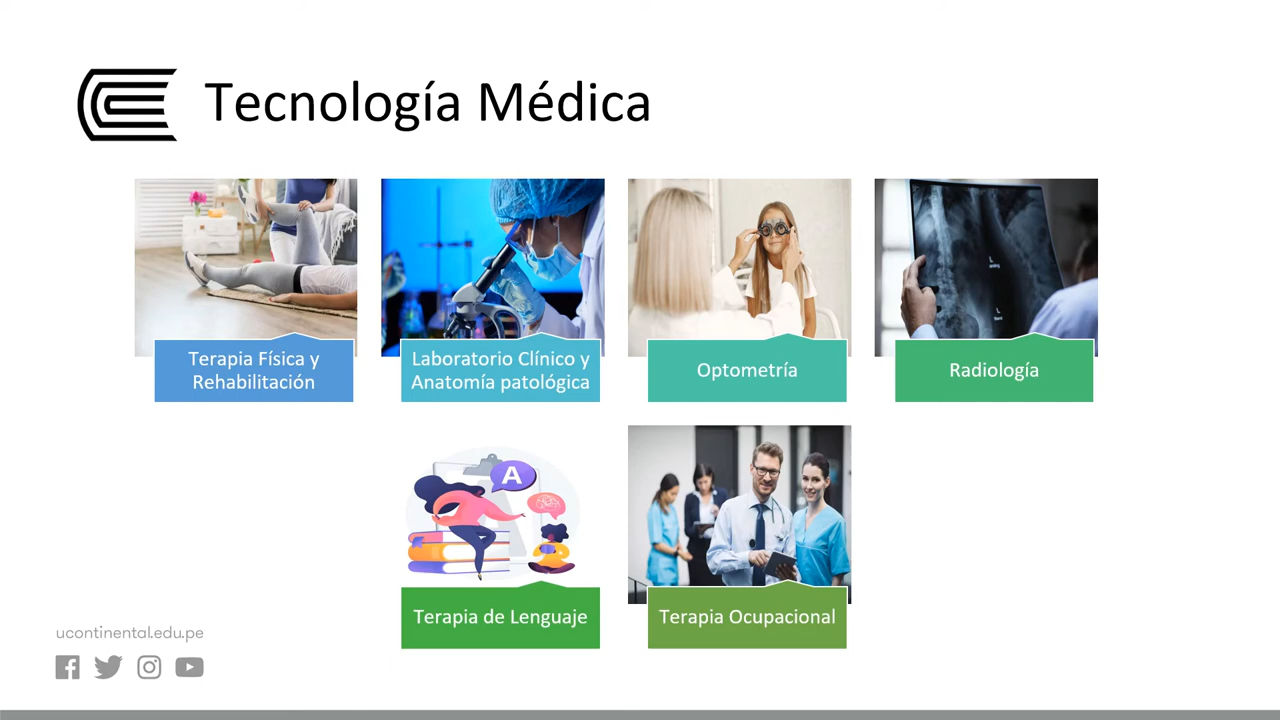 Tecnología Médica
Terapia Física y
Rehabilitación
Laboratorio Clínico y
Anatomía patológica
Optometría
Radiología
A
Terapia de Lenguaje
Terapia Ocupacional
ucontinental.edu.pe